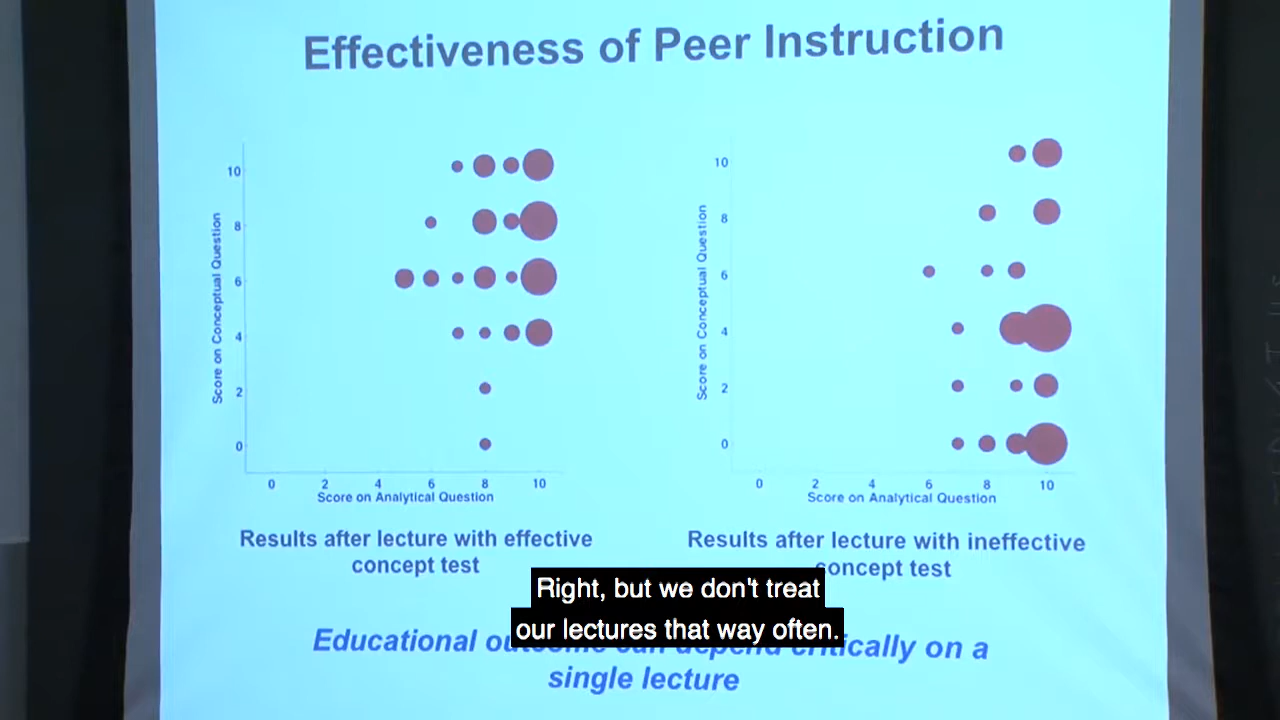 Effectiveness of Peer Instruction
Score on Conceptual Question
10
8
6
4
2
0
0 2 4 6 8 10
Score on Analytical Question
Results after lecture with effective
concept test
Score on Conceptual Question
10
8
6
4
2
0
0 2 4 6 8 10
Score on Analytical Question
Results after lecture with ineffective
concept test
Educational outcome can depend critically on a
single lecture
Right, but we don't treat
our lectures that way often.